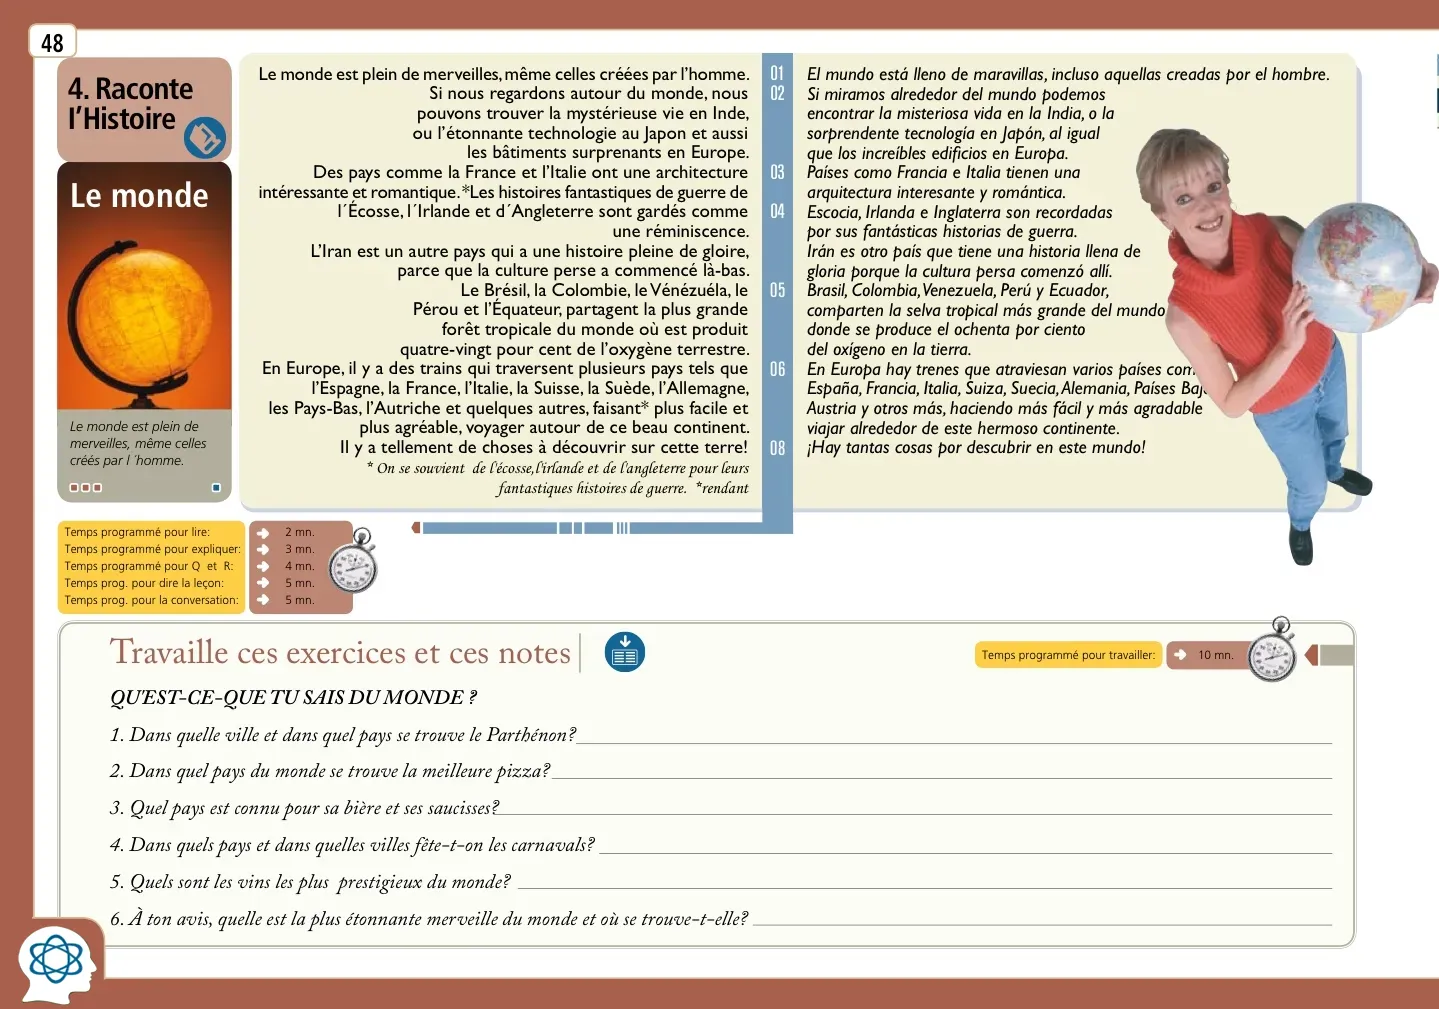 48
4. Raconte
l'Histoire
Le monde
Le monde est plein de
merveilles, même celles
créés par l ´homme.
Le monde est plein de merveilles, même celles créées par l'homme.
Si nous regardons autour du monde, nous
pouvons trouver la mystérieuse vie en Inde,
ou l'étonnante technologie au Japon et aussi
les bâtiments surprenants en Europe.
Des pays comme la France et l'Italie ont une architecture
intéressante et romantique. *Les histoires fantastiques de guerre de
l´Écosse, l´Irlande et d´Angleterre sont gardés comme
une réminiscence.
L'Iran est un autre pays qui a une histoire pleine de gloire,
parce que la culture perse a commencé là-bas.
Le Brésil, la Colombie, le Vénézuéla, le
Pérou et l'Équateur, partagent la plus grande
forêt tropicale du monde où est produit
quatre-vingt pour cent de l'oxygène terrestre.
En Europe, il y a des trains qui traversent plusieurs pays tels que
l'Espagne, la France, l'Italie, la Suisse, la Suède, l'Allemagne,
les Pays-Bas, l'Autriche et quelques autres, faisant* plus facile et
plus agréable, voyager autour de ce beau continent.
Il y a tellement de choses à découvrir sur cette terre!
* On se souvient de l'écosse,l'irlande et de l'angleterre pour leurs
fantastiques histoires de guerre. *rendant
01
02
03
04
05
06
08
El mundo está lleno de maravillas, incluso aquellas creadas por el hombre.
Si miramos alrededor del mundo podemos
encontrar la misteriosa vida en la India, o la
sorprendente tecnología en Japón, al igual
que los increíbles edificios en Europa.
Países como Francia e Italia tienen una
arquitectura interesante y romántica.
Escocia, Irlanda e Inglaterra son recordadas
por sus fantásticas historias de guerra.
Irán es otro país que tiene una historia llena de
gloria porque la cultura persa comenzó allí.
Brasil, Colombia, Venezuela, Perú y Ecuador,
comparten la selva tropical más grande del mundo
donde se produce el ochenta por ciento
del oxígeno en la tierra.
En Europa hay trenes que atraviesan varios países com
España, Francia, Italia, Suiza, Suecia, Alemania, Países Baj
Austria y otros más, haciendo más fácil y más agradable
viajar alrededor de este hermoso continente.
¡Hay tantas cosas por descubrir en este mundo!
Temps programmé pour lire: 2 mn.
Temps programmé pour expliquer: 3 mn.
Temps programmé pour Q et R: 4 mn.
Temps prog. pour dire la leçon: 5 mn.
Temps prog. pour la conversation: 5 mn.
Travaille ces exercices et ces notes
Temps programmé pour travailler: 10 mn.
QU'EST-CE-QUE TU SAIS DU MONDE ?
1. Dans quelle ville et dans quel pays se trouve le Parthénon?
2. Dans quel pays du monde se trouve la meilleure pizza?
3. Quel pays est connu pour sa bière et ses saucisses?
4. Dans quels pays et dans quelles villes fête-t-on les carnavals?
5. Quels sont les vins les plus prestigieux du monde?
6. À ton avis, quelle est la plus étonnante merveille du monde et où se trouve-t-elle?